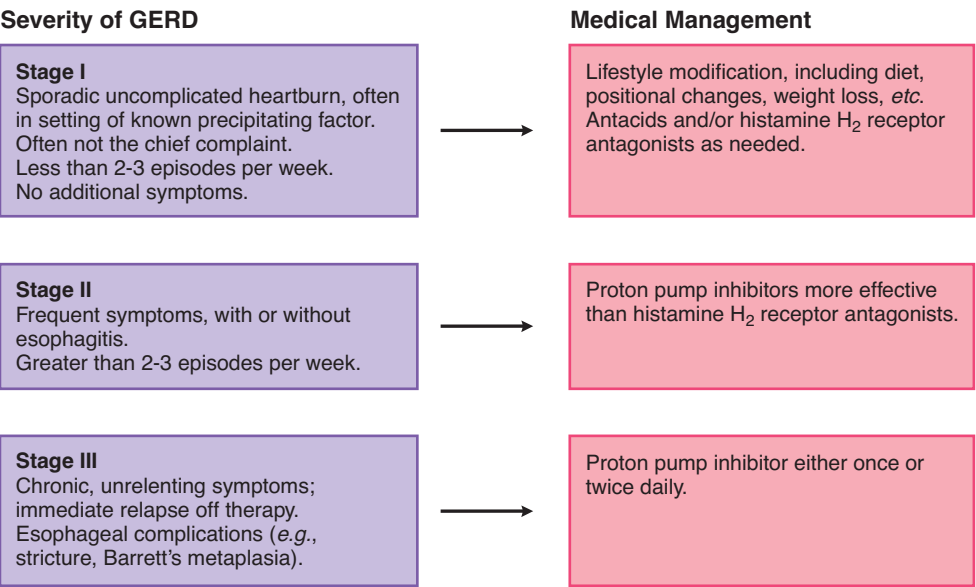 Severity of GERD
Medical Management
Stage I
Sporadic uncomplicated heartburn, often
in setting of known precipitating factor.
Often not the chief complaint.
Less than 2-3 episodes per week.
No additional symptoms.
Lifestyle modification, including diet,
positional changes, weight loss, etc.
Antacids and/or histamine H2 receptor
antagonists as needed.
Stage II
Frequent symptoms, with or without
esophagitis.
Greater than 2-3 episodes per week.
Proton pump inhibitors more effective
than histamine H2 receptor antagonists.
Stage III
Chronic, unrelenting symptoms;
immediate relapse off therapy.
Esophageal complications (e.g.,
stricture, Barrett's metaplasia).
Proton pump inhibitor either once or
twice daily.